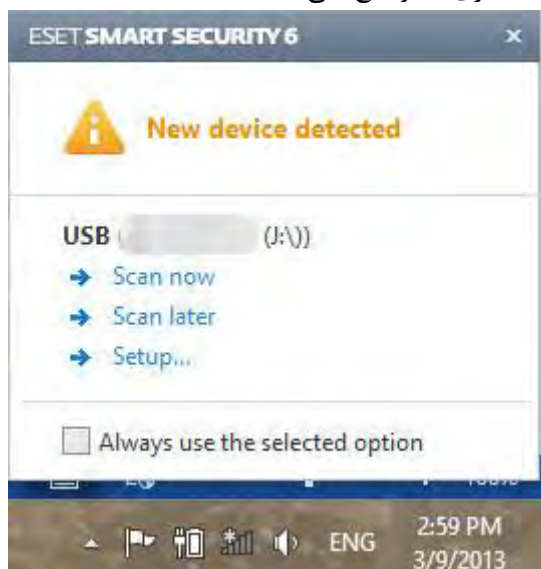 ESET SMART SECURITY 6
New device detected
USB ( (J:\))
Scan now
Scan later
Setup...
Always use the selected option
ENG
2:59 PM
3/9/2013